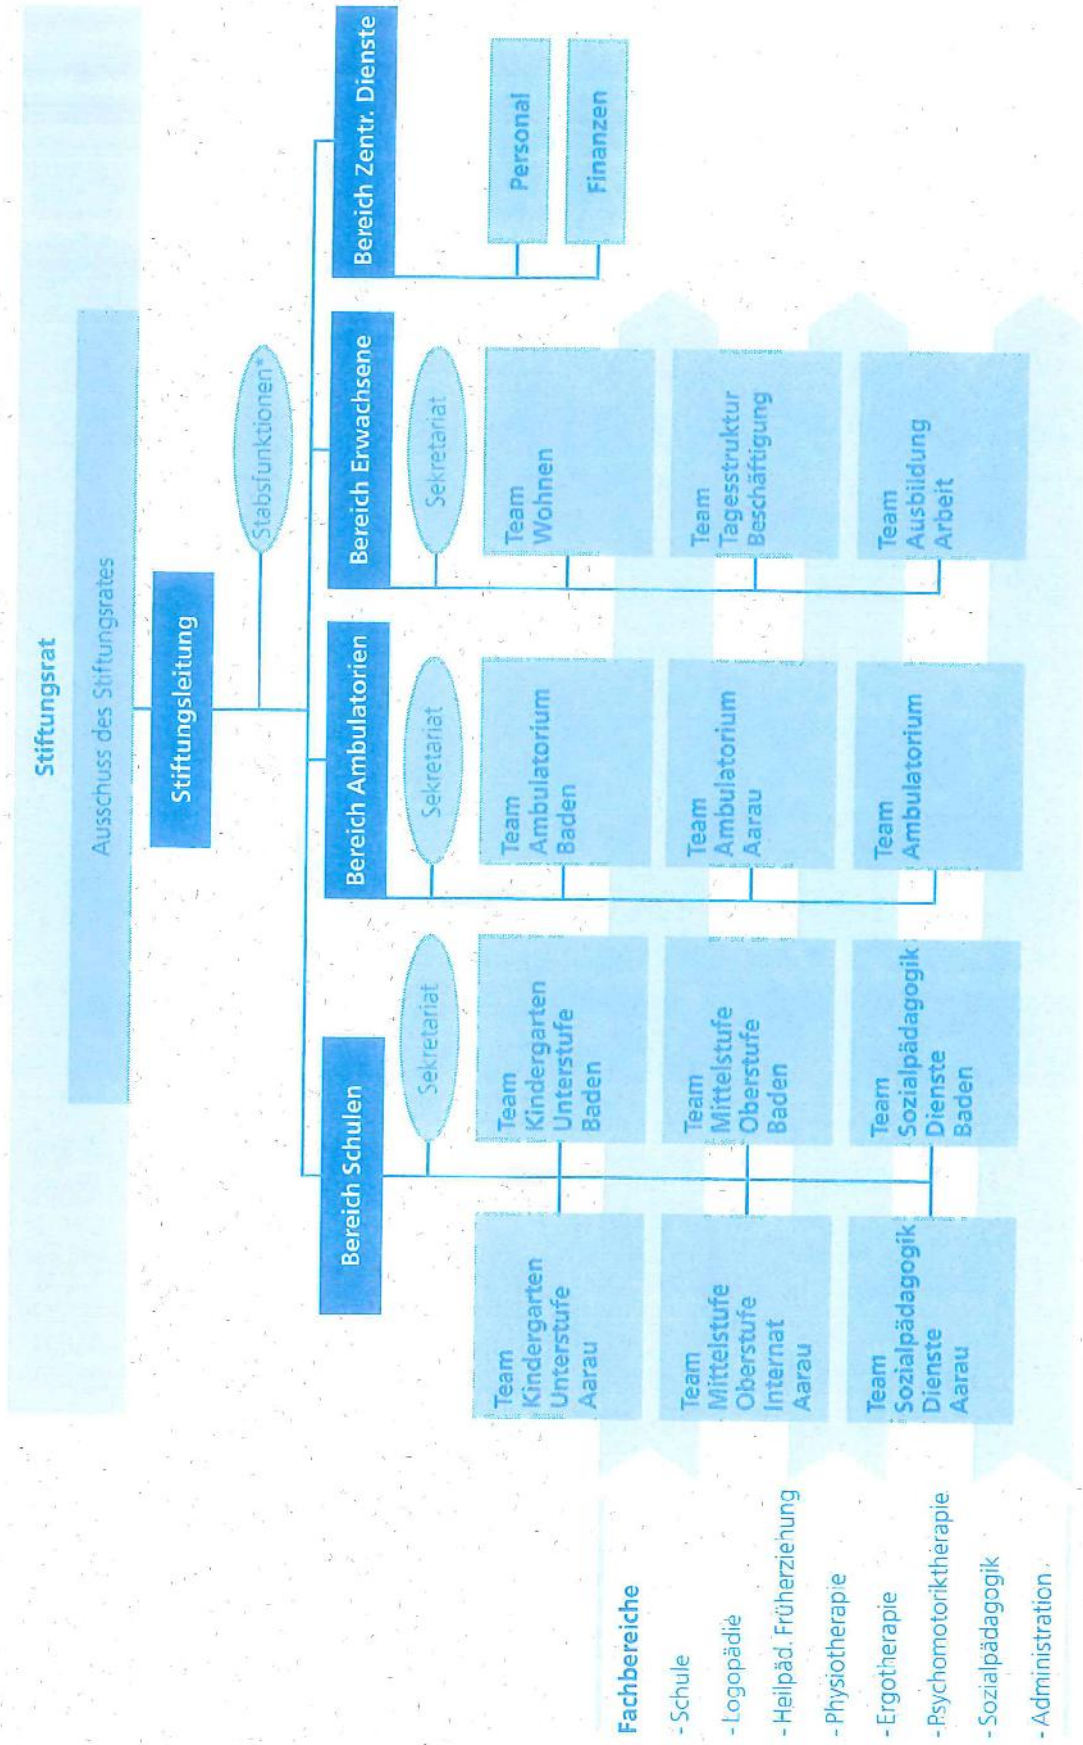 Stiftungsrat
Ausschuss des Stiftungsrates
Stiftungsleitung
Stabsfunktionen*
Bereich Schulen
Bereich Ambulatorien
Bereich Erwachsene
Bereich Zentr. Dienste
Sekretariat
Sekretariat
Sekretariat
Team
Kindergarten
Unterstufe
Aarau
Team
Kindergarten
Unterstufe
Baden
Team
Ambulatorium
Baden
Team
Wohnen
Personal
Finanzen
Team
Mittelstufe
Oberstufe
Internat
Aarau
Team
Mittelstufe
Oberstufe
Baden
Team
Ambulatorium
Aarau
Team
Tagesstruktur
Beschäftigung
Team
Sozialpädagogik
Dienste
Aarau
Team
Sozialpädagogik
Dienste
Baden
Team
Ambulatorium
Team
Ausbildung
Arbeit
Fachbereiche
- Schule
- Logopädie
- Heilpäd. Früherziehung
- Physiotherapie
- Ergotherapie
- Psychomotoriktherapie
- Sozialpädagogik
- Administration